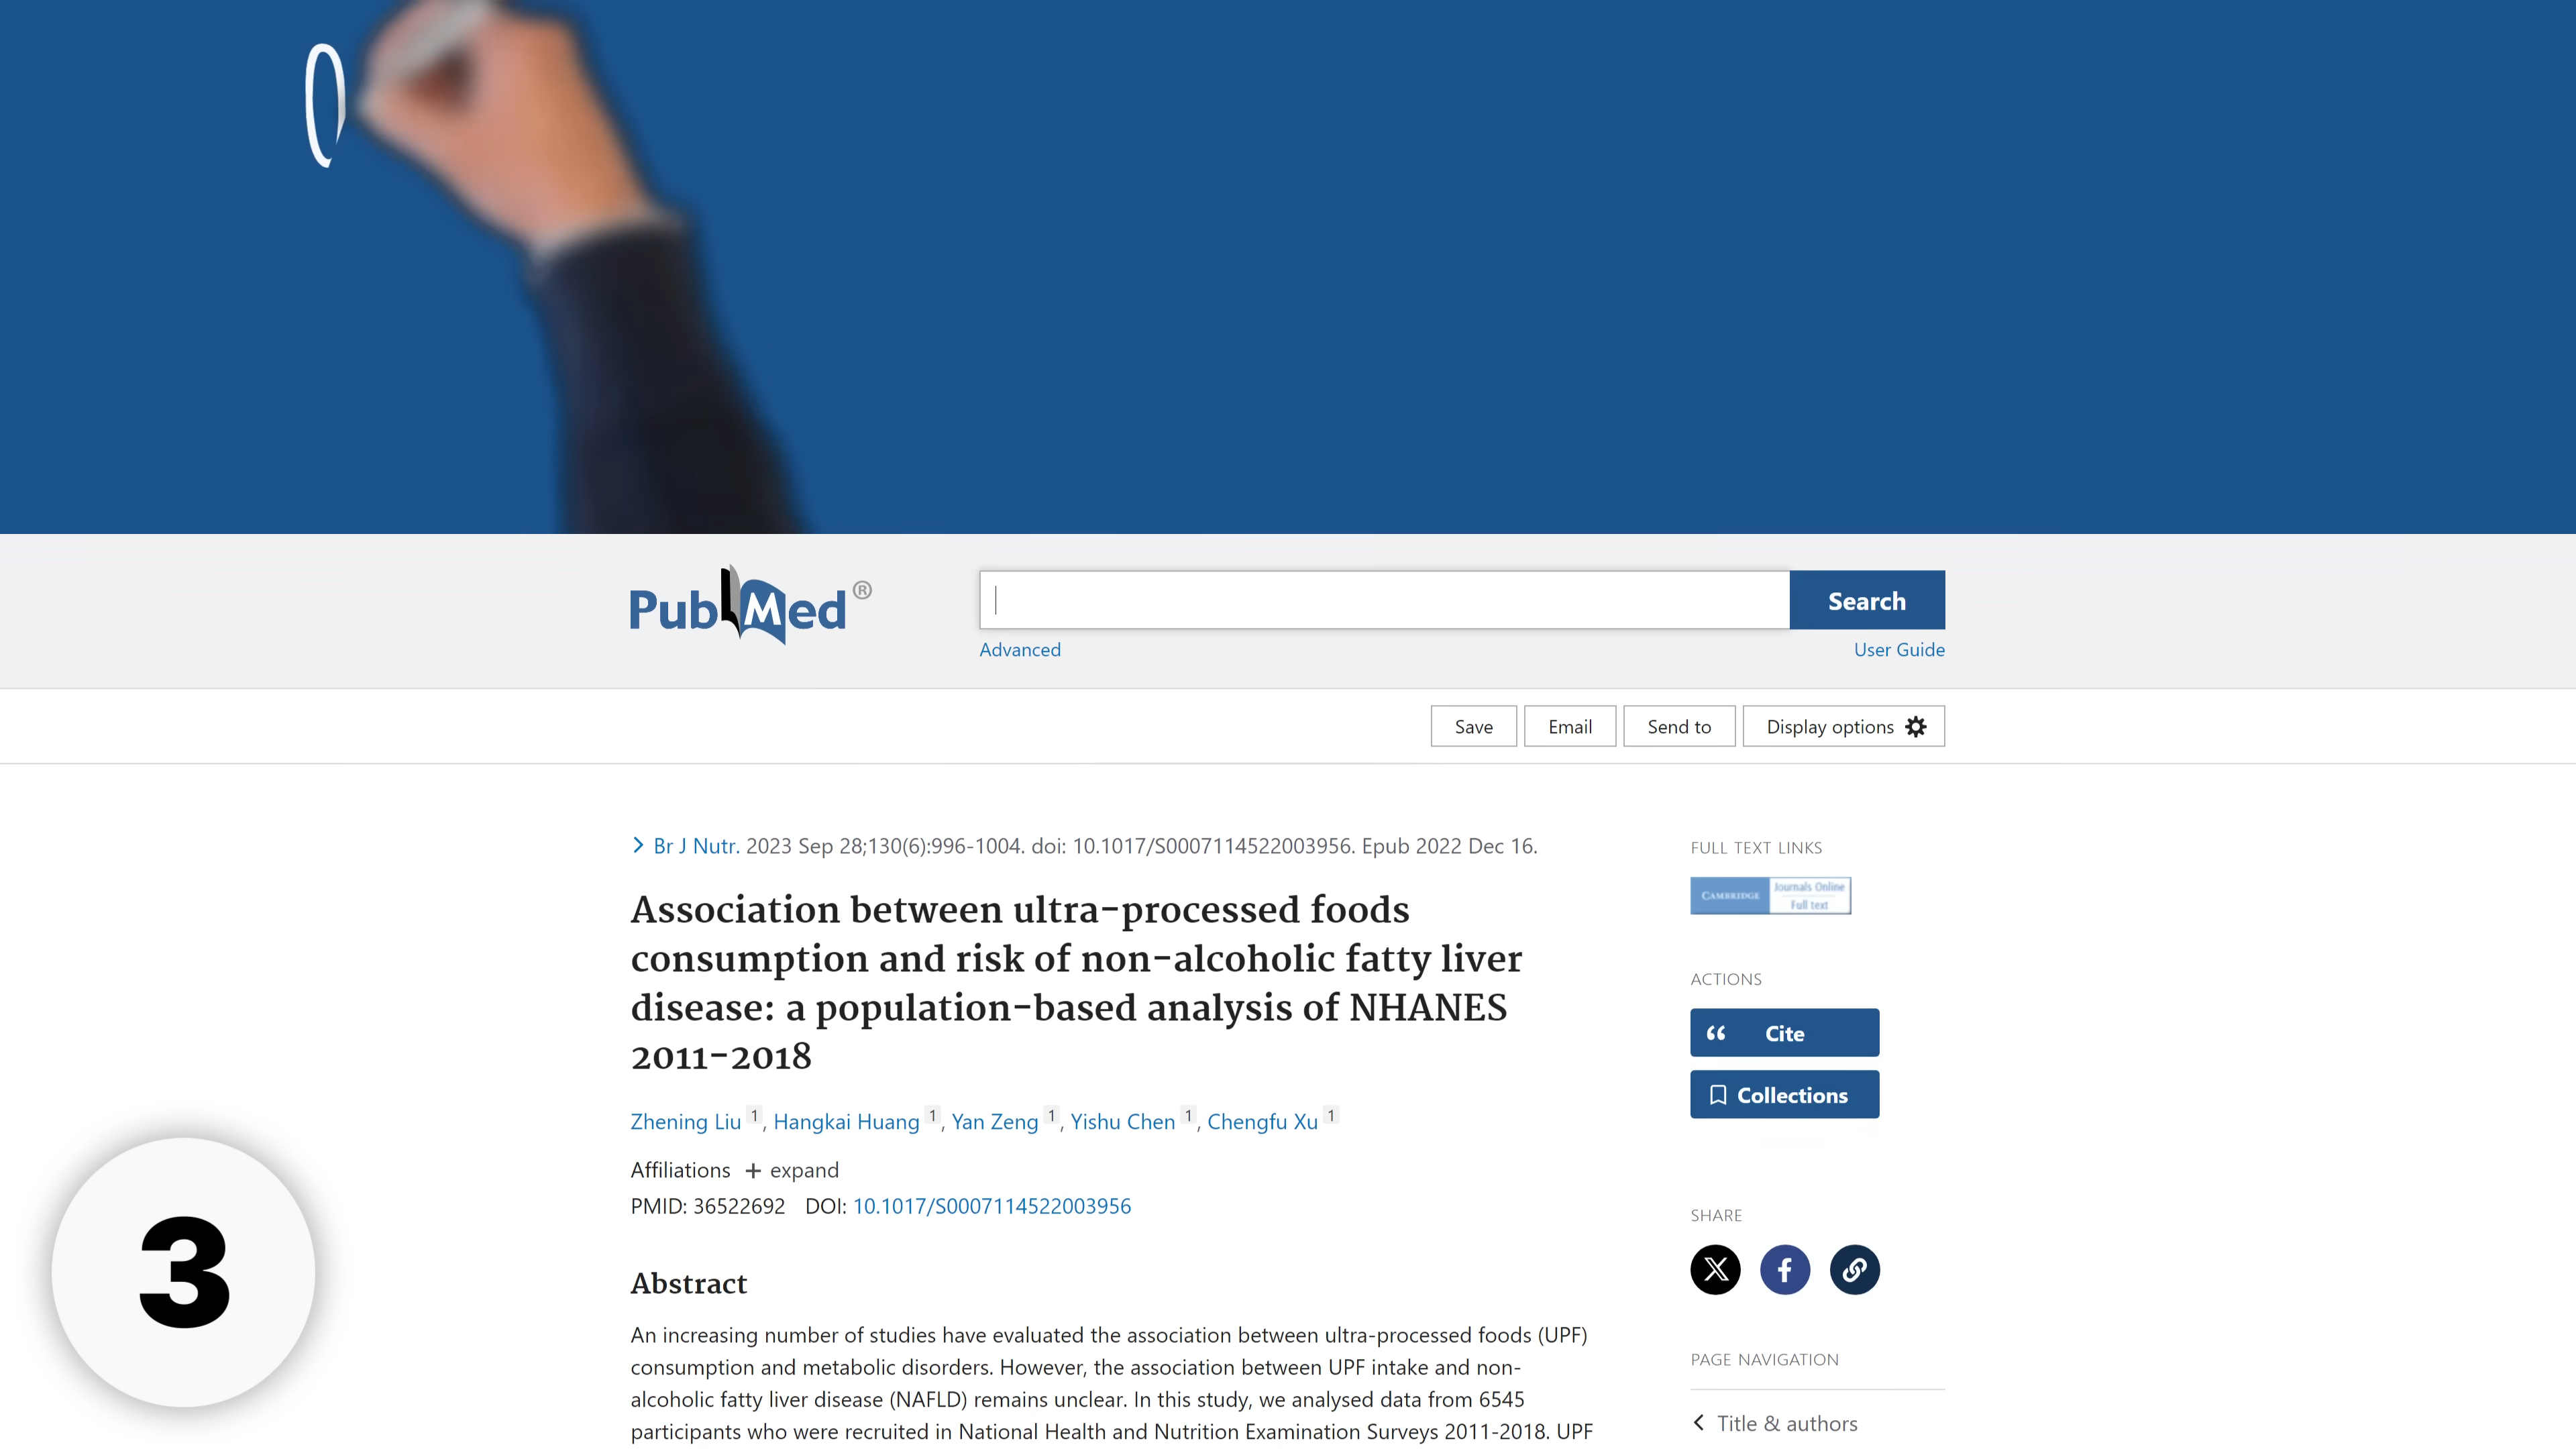 PubMed®
Search
Advanced
User Guide
Save
Email
Send to
Display options
Br J Nutr. 2023 Sep 28;130(6):996-1004. doi: 10.1017/S0007114522003956. Epub 2022 Dec 16.
Association between ultra-processed foods
consumption and risk of non-alcoholic fatty liver
disease: a population-based analysis of NHANES
2011-2018
Zhening Liu 1, Hangkai Huang 1, Yan Zeng 1, Yishu Chen 1, Chengfu Xu 1
Affiliations + expand
PMID: 36522692 DOI: 10.1017/S0007114522003956
Abstract
An increasing number of studies have evaluated the association between ultra-processed foods (UPF)
consumption and metabolic disorders. However, the association between UPF intake and non-
alcoholic fatty liver disease (NAFLD) remains unclear. In this study, we analysed data from 6545
participants who were recruited in National Health and Nutrition Examination Surveys 2011-2018. UPF
FULL TEXT LINKS
CAMBRIDGE
Journals Online
Full text
ACTIONS
Cite
Collections
SHARE
PAGE NAVIGATION
Title & authors
3